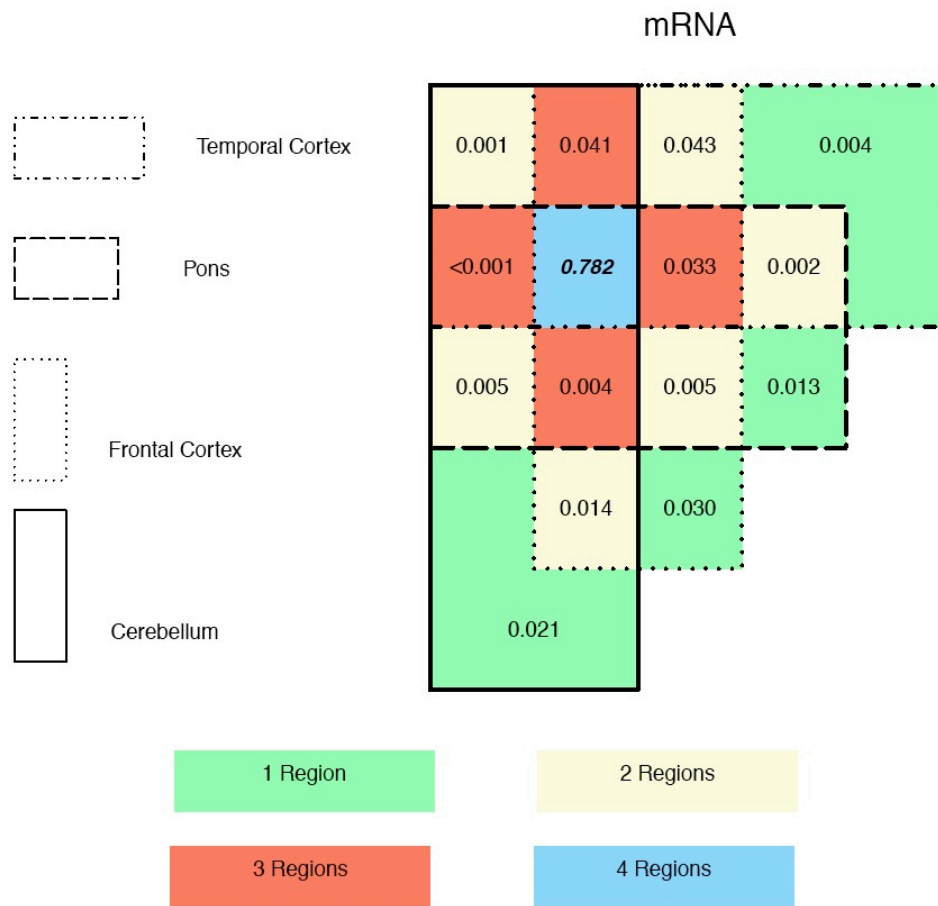 mRNA
Temporal Cortex
Pons
Frontal Cortex
Cerebellum
0.001 0.041 0.043 0.004
<0.001 0.782 0.033 0.002
0.005 0.004 0.005 0.013
0.014 0.030
0.021
1 Region 2 Regions
3 Regions 4 Regions